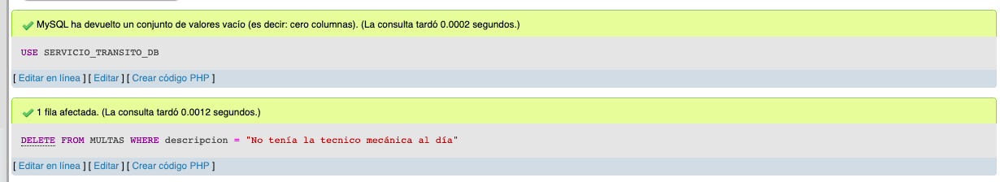 MySQL ha devuelto un conjunto de valores vacío (es decir: cero columnas). (La consulta tardó 0.0002 segundos.)
USE SERVICIO_TRANSITO_DB
[ Editar en línea ] [ Editar ] [ Crear código PHP ]
1 fila afectada. (La consulta tardó 0.0012 segundos.)
DELETE FROM MULTAS WHERE descripcion = "No tenía la tecnico mecánica al día"
[ Editar en línea ] [ Editar ] [ Crear código PHP ]